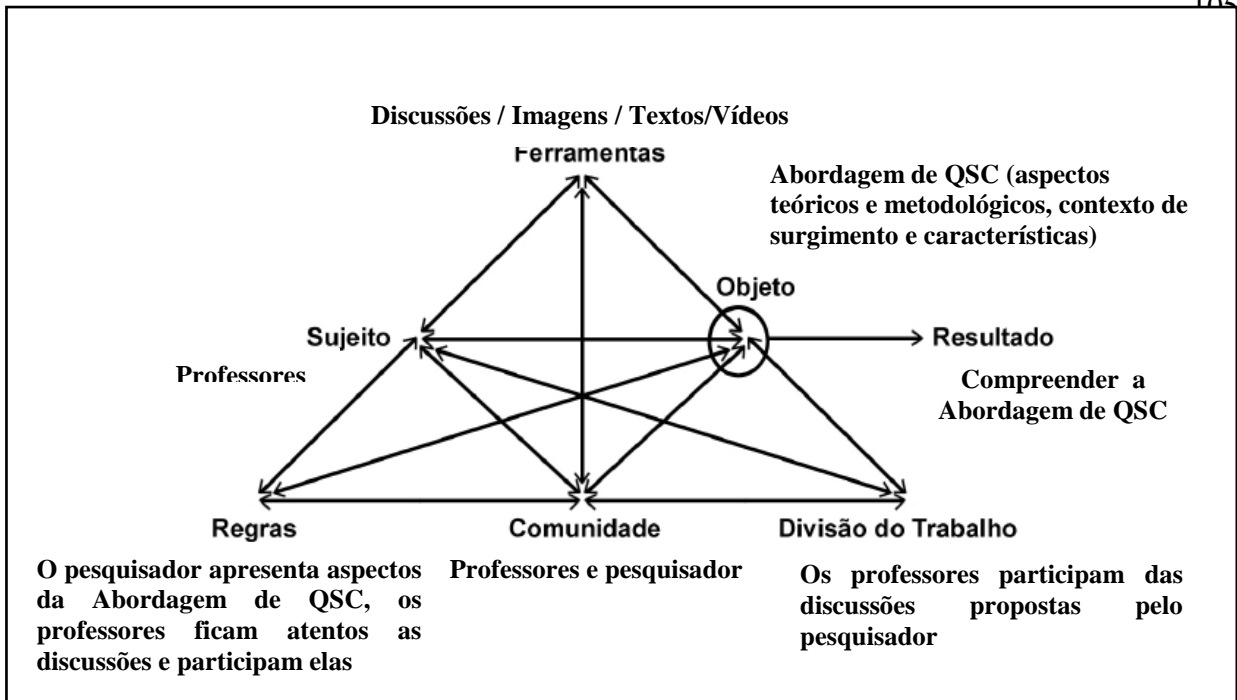 105
Discussões / Imagens / Textos/Vídeos
Ferramentas
Abordagem de QSC (aspectos
teóricos e metodológicos, contexto de
surgimento e características)
Objeto
Sujeito
Resultado
Professores
Compreender a
Abordagem de QSC
Regras
Comunidade
Divisão do Trabalho
O pesquisador apresenta aspectos
da Abordagem de QSC, os
professores ficam atentos as
discussões e participam elas
Professores e pesquisador
Os professores participam das
discussões propostas pelo
pesquisador